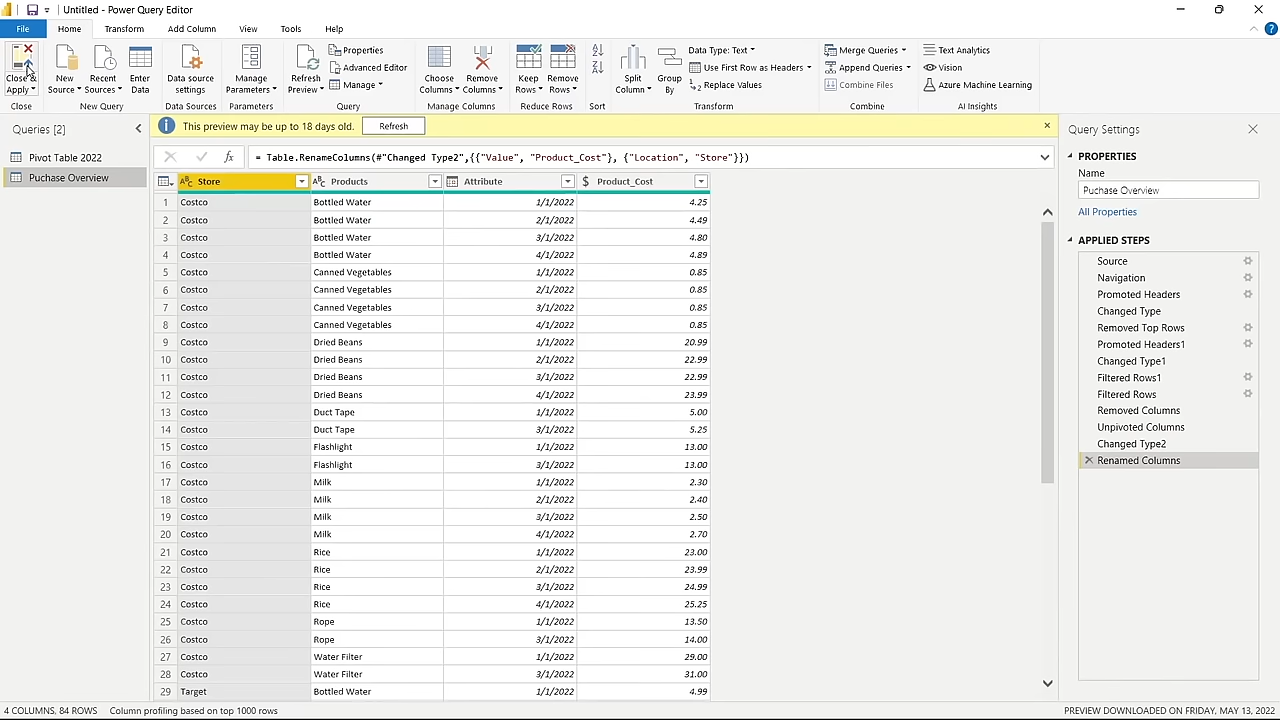 Untitled - Power Query Editor
File Home Transform Add Column View Tools Help
Close & Apply
New Source
Recent Sources
Enter Data
Data source settings
Manage Parameters
Refresh Preview
Properties
Advanced Editor
Manage
Choose Columns
Remove Columns
Keep Rows
Remove Rows
Split Column
Group By
Data Type: Text
Use First Row as Headers
Replace Values
Merge Queries
Append Queries
Combine Files
Text Analytics
Vision
Azure Machine Learning
Close New Query Data Sources Parameters Query Manage Columns Reduce Rows Sort Transform Combine AI Insights
Queries [2]
Pivot Table 2022
Puchase Overview
This preview may be up to 18 days old. Refresh
= Table.RenameColumns(#"Changed Type2",{{"Value", "Product_Cost"}, {"Location", "Store"}})
Store Products Attribute Product_Cost
1 Costco Bottled Water 1/1/2022 4.25
2 Costco Bottled Water 2/1/2022 4.49
3 Costco Bottled Water 3/1/2022 4.80
4 Costco Bottled Water 4/1/2022 4.89
5 Costco Canned Vegetables 1/1/2022 0.85
6 Costco Canned Vegetables 2/1/2022 0.85
7 Costco Canned Vegetables 3/1/2022 0.85
8 Costco Canned Vegetables 4/1/2022 0.85
9 Costco Dried Beans 1/1/2022 20.99
10 Costco Dried Beans 2/1/2022 22.99
11 Costco Dried Beans 3/1/2022 22.99
12 Costco Dried Beans 4/1/2022 23.99
13 Costco Duct Tape 1/1/2022 5.00
14 Costco Duct Tape 2/1/2022 5.25
15 Costco Flashlight 1/1/2022 13.00
16 Costco Flashlight 3/1/2022 13.00
17 Costco Milk 1/1/2022 2.30
18 Costco Milk 2/1/2022 2.40
19 Costco Milk 3/1/2022 2.50
20 Costco Milk 4/1/2022 2.70
21 Costco Rice 1/1/2022 23.00
22 Costco Rice 2/1/2022 23.99
23 Costco Rice 3/1/2022 24.99
24 Costco Rice 4/1/2022 25.25
25 Costco Rope 1/1/2022 13.50
26 Costco Rope 3/1/2022 14.00
27 Costco Water Filter 1/1/2022 29.00
28 Costco Water Filter 3/1/2022 31.00
29 Target Bottled Water 1/1/2022 4.99
Query Settings
PROPERTIES
Name
Puchase Overview
All Properties
APPLIED STEPS
Source
Navigation
Promoted Headers
Changed Type
Removed Top Rows
Promoted Headers1
Changed Type1
Filtered Rows1
Filtered Rows
Removed Columns
Unpivoted Columns
Changed Type2
Renamed Columns
4 COLUMNS, 84 ROWS Column profiling based on top 1000 rows PREVIEW DOWNLOADED ON FRIDAY, MAY 13, 2022